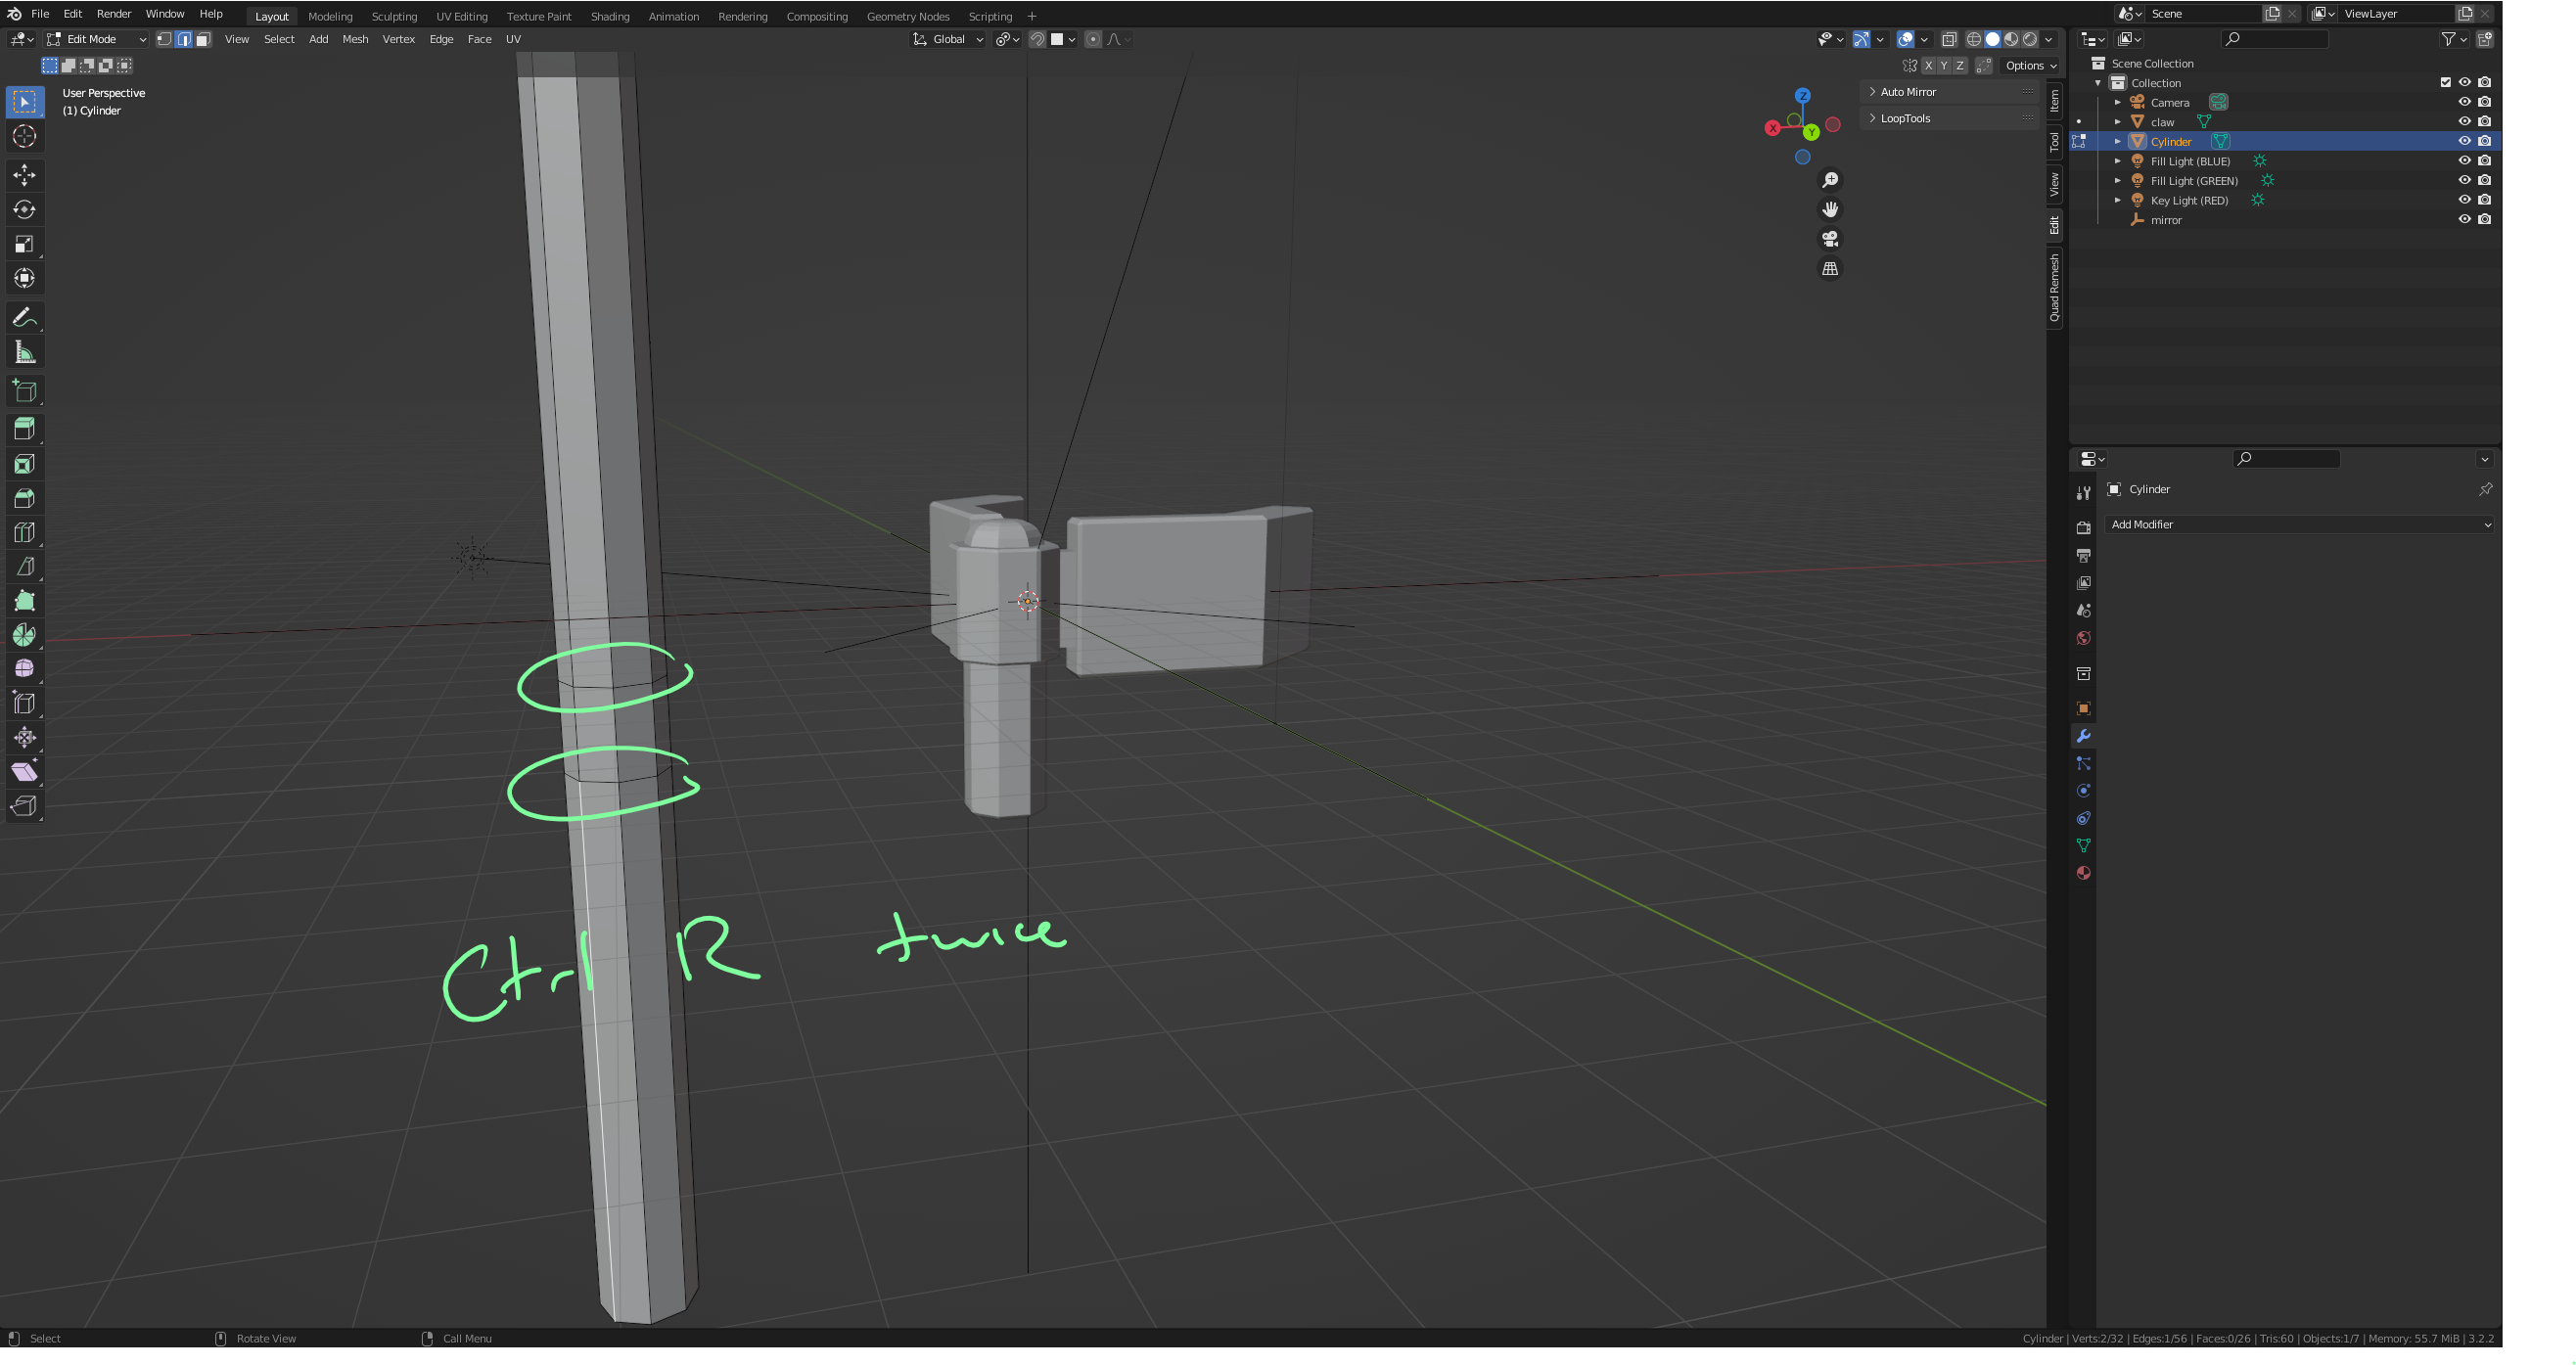 File Edit Render Window Help Layout Modeling Sculpting UV Editing Texture Paint Shading Animation Rendering Compositing Geometry Nodes Scripting + Scene ViewLayer
Edit Mode View Select Add Mesh Vertex Edge Face UV Global
X Y Z Options
User Perspective
(1) Cylinder
Z
X
Y
Auto Mirror
LoopTools
Item
Tool
View
Edit
Quad Remesh
Scene Collection
Collection
Camera
claw
Cylinder
Fill Light (BLUE)
Fill Light (GREEN)
Key Light (RED)
mirror
Cylinder
Add Modifier
Ctrl R twice
Select Rotate View Call Menu
Cylinder | Verts:2/32 | Edges:1/56 | Faces:0/26 | Tris:60 | Objects:1/7 | Memory: 55.7 MiB | 3.2.2